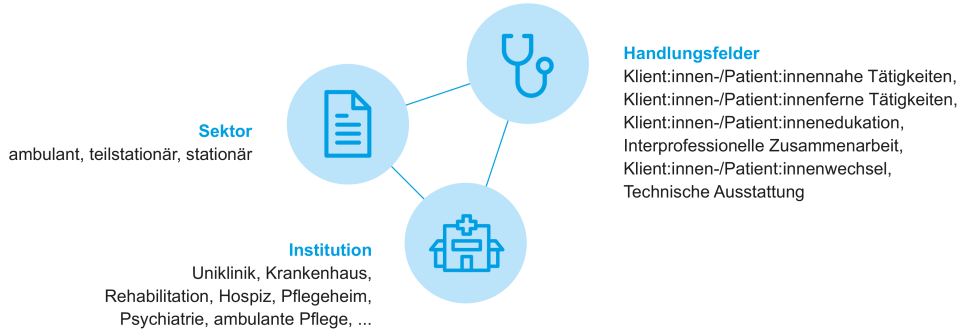 Sektor
ambulant, teilstationär, stationär
Handlungsfelder
Klient:innen-/Patient:innennahe Tätigkeiten,
Klient:innen-/Patient:innenferne Tätigkeiten,
Klient:innen-/Patient:innenedukation,
Interprofessionelle Zusammenarbeit,
Klient:innen-/Patient:innenwechsel,
Technische Ausstattung
Institution
Uniklinik, Krankenhaus,
Rehabilitation, Hospiz, Pflegeheim,
Psychiatrie, ambulante Pflege, ...